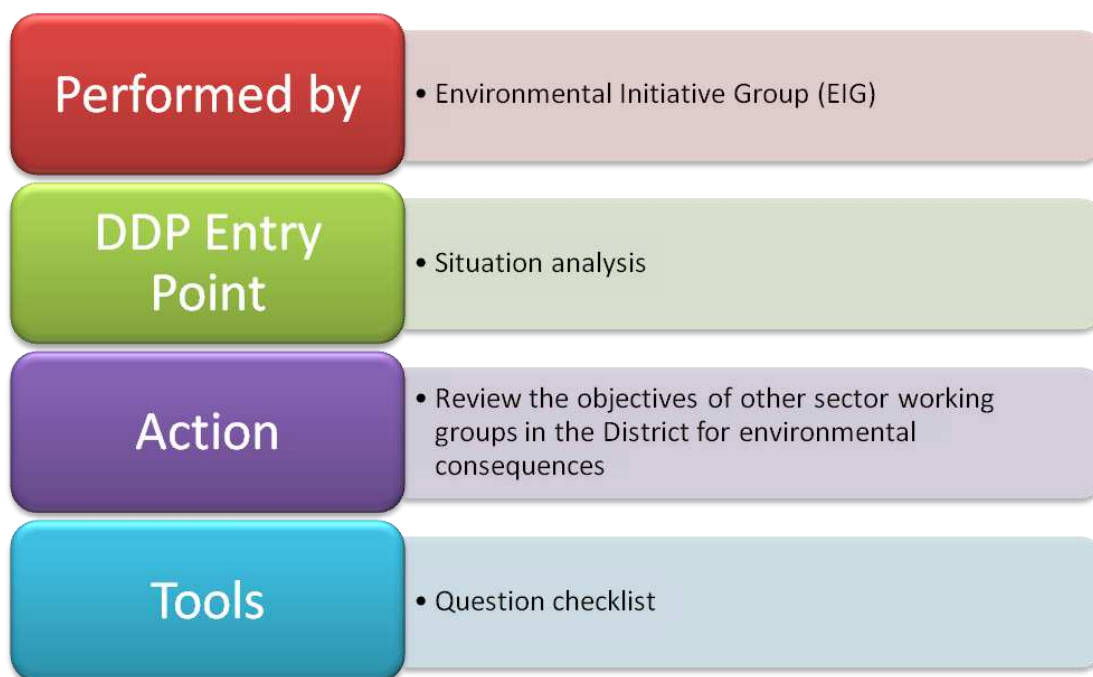 Performed by
• Environmental Initiative Group (EIG)
DDP Entry
Point
• Situation analysis
Action
• Review the objectives of other sector working
groups in the District for environmental
consequences
Tools
• Question checklist